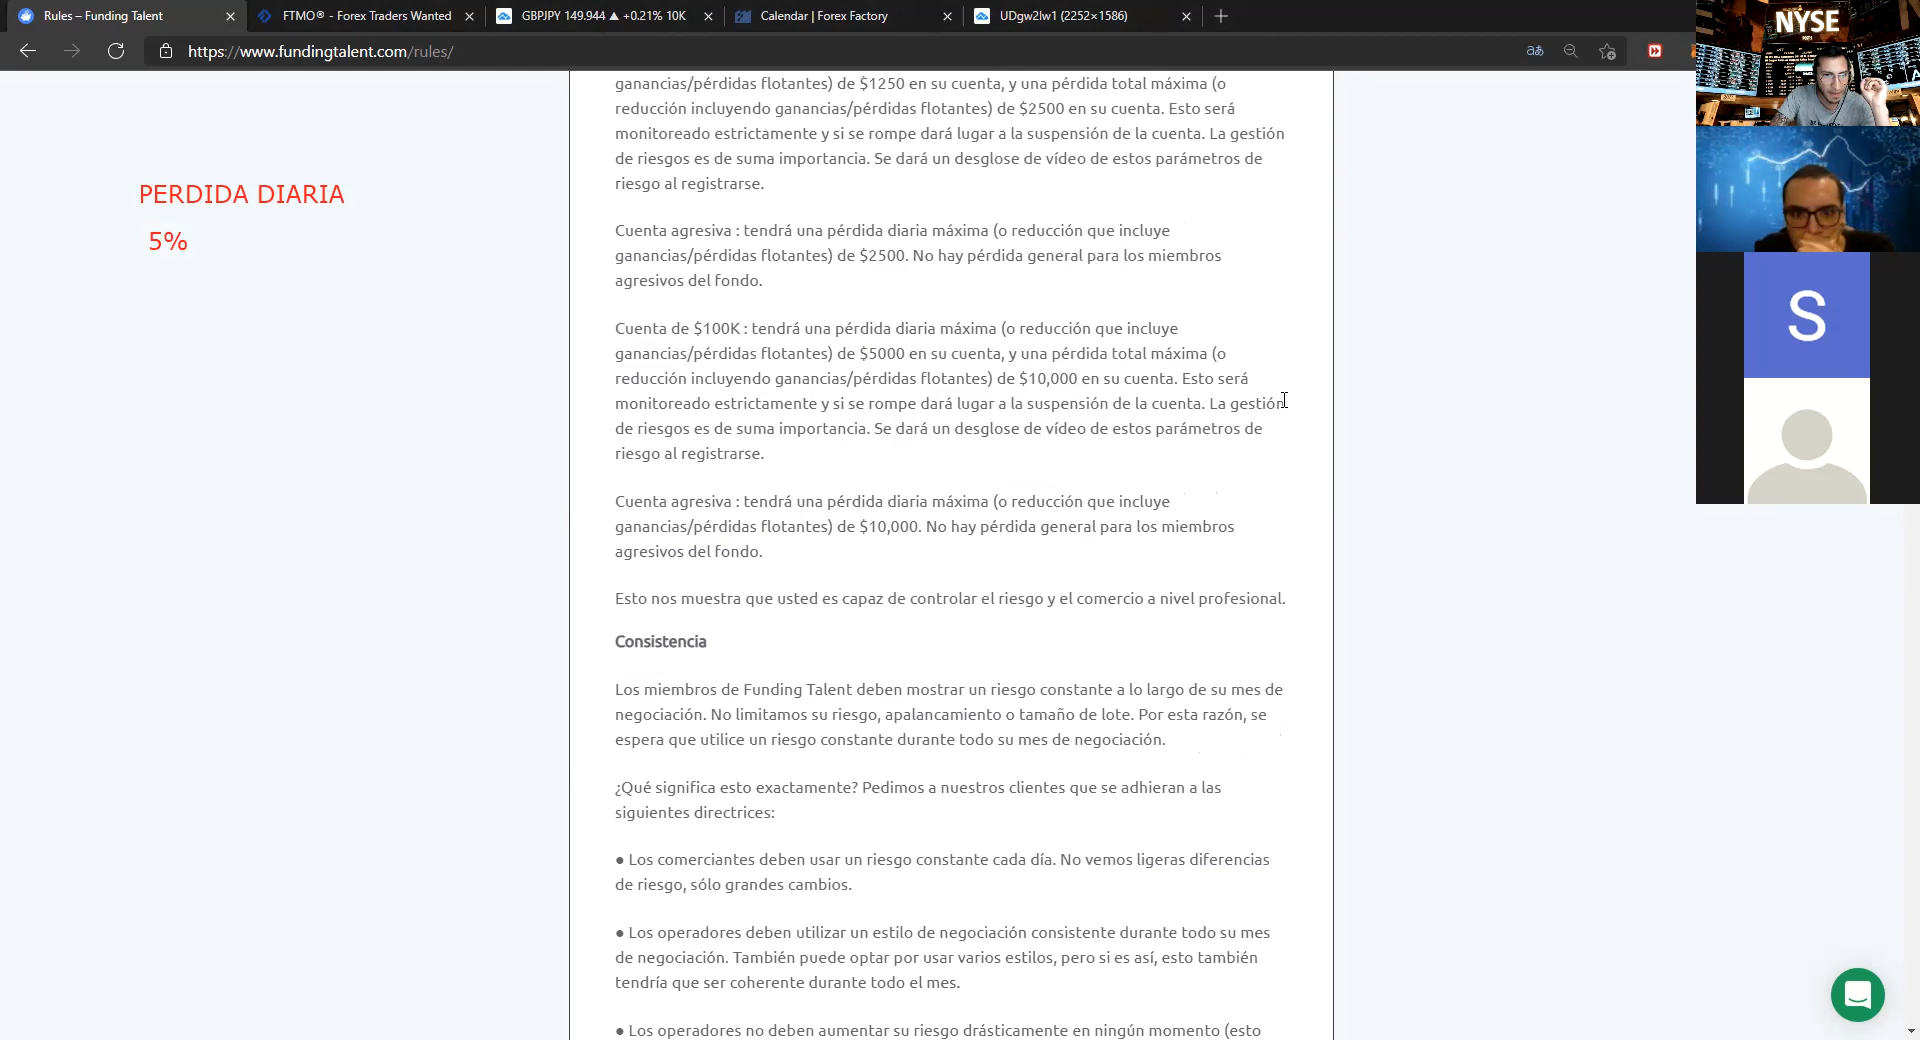 Rules – Funding Talent
FTMO® - Forex Traders Wanted
GBPJPY 149.944 ▲ +0.21% 10K
Calendar | Forex Factory
UDgw2lw1 (2252×1586)
https://www.fundingtalent.com/rules/
NYSE
PERDIDA DIARIA
5%
ganancias/pérdidas flotantes) de $1250 en su cuenta, y una pérdida total máxima (o
reducción incluyendo ganancias/pérdidas flotantes) de $2500 en su cuenta. Esto será
monitoreado estrictamente y si se rompe dará lugar a la suspensión de la cuenta. La gestión
de riesgos es de suma importancia. Se dará un desglose de vídeo de estos parámetros de
riesgo al registrarse.
Cuenta agresiva : tendrá una pérdida diaria máxima (o reducción que incluye
ganancias/pérdidas flotantes) de $2500. No hay pérdida general para los miembros
agresivos del fondo.
Cuenta de $100K : tendrá una pérdida diaria máxima (o reducción que incluye
ganancias/pérdidas flotantes) de $5000 en su cuenta, y una pérdida total máxima (o
reducción incluyendo ganancias/pérdidas flotantes) de $10,000 en su cuenta. Esto será
monitoreado estrictamente y si se rompe dará lugar a la suspensión de la cuenta. La gestión
de riesgos es de suma importancia. Se dará un desglose de vídeo de estos parámetros de
riesgo al registrarse.
Cuenta agresiva : tendrá una pérdida diaria máxima (o reducción que incluye
ganancias/pérdidas flotantes) de $10,000. No hay pérdida general para los miembros
agresivos del fondo.
Esto nos muestra que usted es capaz de controlar el riesgo y el comercio a nivel profesional.
Consistencia
Los miembros de Funding Talent deben mostrar un riesgo constante a lo largo de su mes de
negociación. No limitamos su riesgo, apalancamiento o tamaño de lote. Por esta razón, se
espera que utilice un riesgo constante durante todo su mes de negociación.
¿Qué significa esto exactamente? Pedimos a nuestros clientes que se adhieran a las
siguientes directrices:
● Los comerciantes deben usar un riesgo constante cada día. No vemos ligeras diferencias
de riesgo, sólo grandes cambios.
● Los operadores deben utilizar un estilo de negociación consistente durante todo su mes
de negociación. También puede optar por usar varios estilos, pero si es así, esto también
tendría que ser coherente durante todo el mes.
● Los operadores no deben aumentar su riesgo drásticamente en ningún momento (esto
S